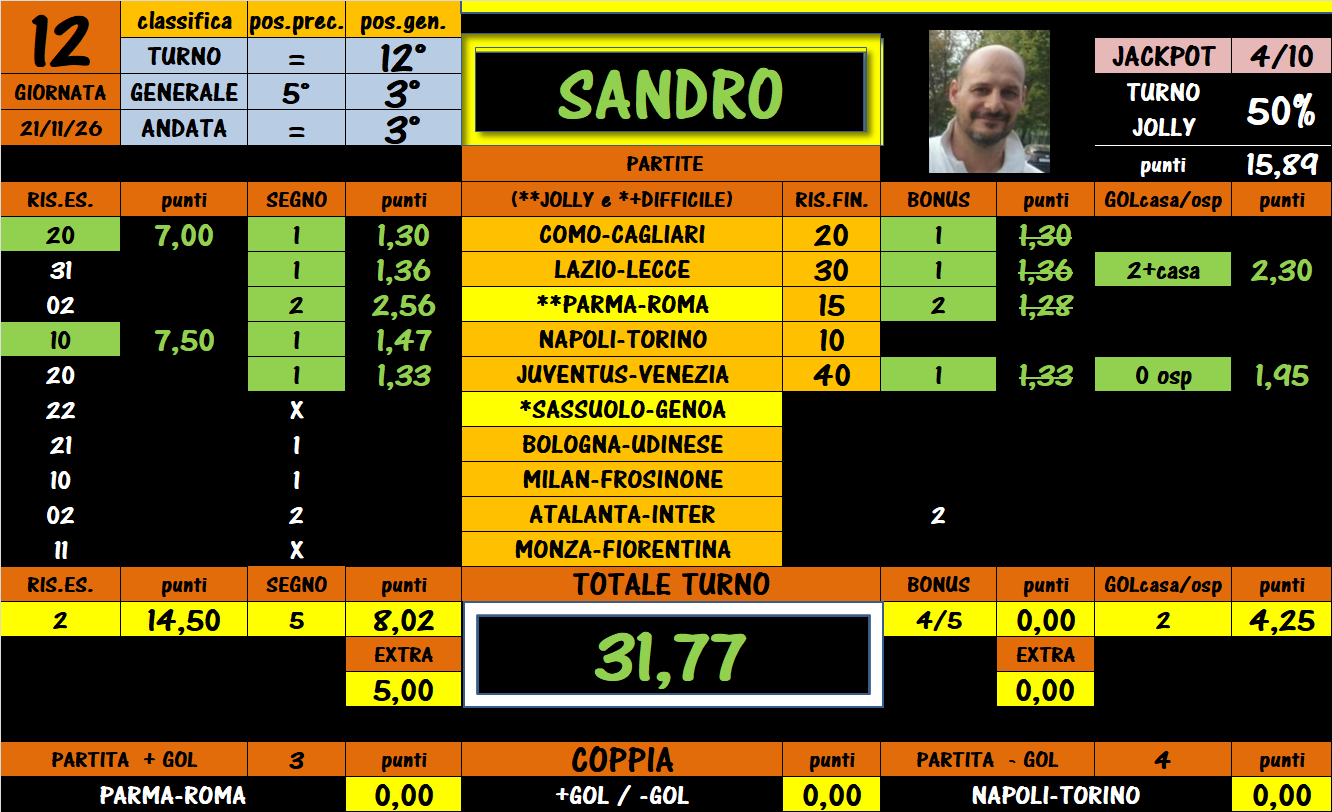 12 classifica pos.prec. pos.gen.
TURNO = 12°
GIORNATA GENERALE 5° 3°
21/11/26 ANDATA = 3°
SANDRO
JACKPOT 4/10
TURNO JOLLY 50%
punti 15,89
PARTITE
RIS.ES. punti SEGNO punti (**JOLLY e *+DIFFICILE) RIS.FIN. BONUS punti GOLcasa/osp punti
20 7,00 1 1,30 COMO-CAGLIARI 20 1 1,30
31 1 1,36 LAZIO-LECCE 30 1 1,36 2+casa 2,30
02 2 2,56 **PARMA-ROMA 15 2 1,28
10 7,50 1 1,47 NAPOLI-TORINO 10
20 1 1,33 JUVENTUS-VENEZIA 40 1 1,33 0 osp 1,95
22 X *SASSUOLO-GENOA
21 1 BOLOGNA-UDINESE
10 1 MILAN-FROSINONE
02 2 ATALANTA-INTER 2
11 X MONZA-FIORENTINA
RIS.ES. punti SEGNO punti TOTALE TURNO BONUS punti GOLcasa/osp punti
2 14,50 5 8,02 31,77 4/5 0,00 2 4,25
EXTRA EXTRA
5,00 0,00
PARTITA + GOL 3 punti COPPIA punti PARTITA - GOL 4 punti
PARMA-ROMA 0,00 +GOL / -GOL 0,00 NAPOLI-TORINO 0,00